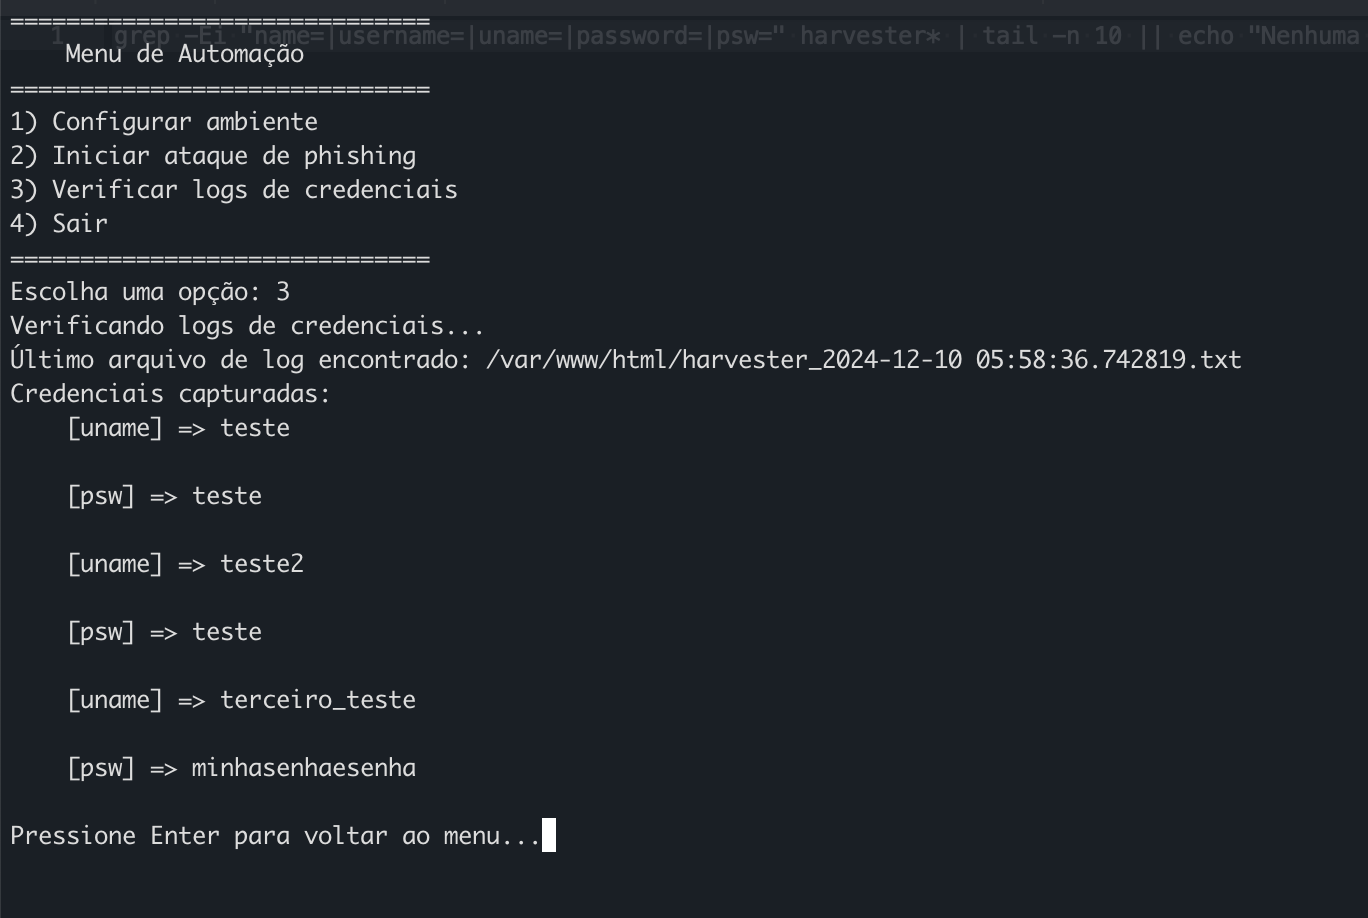 ==============================
1 grep -Ei "name=|username=|uname=|password=|psw=" harvester* | tail -n 10 || echo "Nenhuma
Menu de Automação
==============================
1) Configurar ambiente
2) Iniciar ataque de phishing
3) Verificar logs de credenciais
4) Sair
==============================
Escolha uma opção: 3
Verificando logs de credenciais...
Último arquivo de log encontrado: /var/www/html/harvester_2024-12-10 05:58:36.742819.txt
Credenciais capturadas:
[uname] => teste
[psw] => teste
[uname] => teste2
[psw] => teste
[uname] => terceiro_teste
[psw] => minhasenhaesenha
Pressione Enter para voltar ao menu...